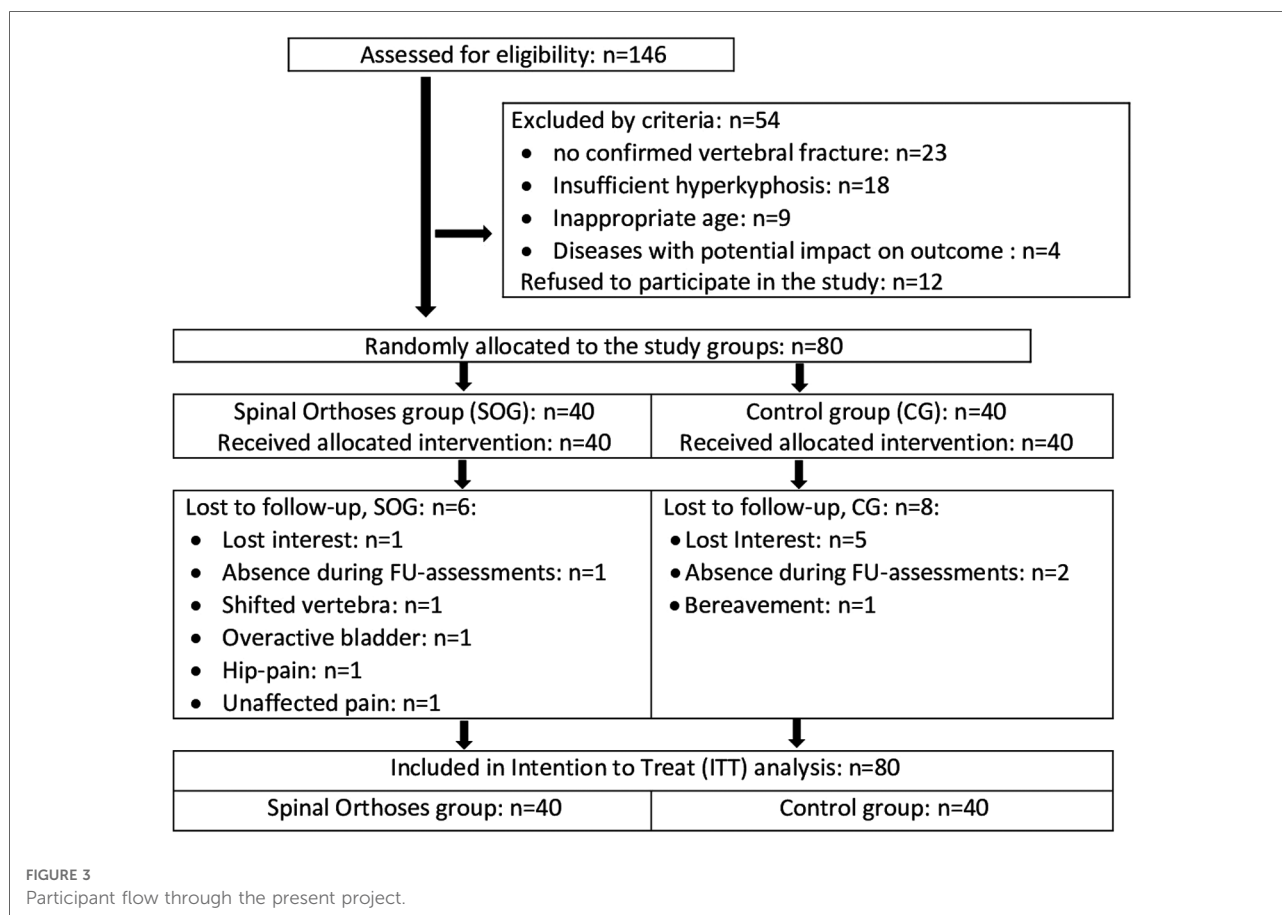 Assessed for eligibility: n=146
Excluded by criteria: n=54
• no confirmed vertebral fracture: n=23
• Insufficient hyperkyphosis: n=18
• Inappropriate age: n=9
• Diseases with potential impact on outcome : n=4
Refused to participate in the study: n=12
Randomly allocated to the study groups: n=80
Spinal Orthoses group (SOG): n=40
Received allocated intervention: n=40
Control group (CG): n=40
Received allocated intervention: n=40
Lost to follow-up, SOG: n=6:
• Lost interest: n=1
• Absence during FU-assessments: n=1
• Shifted vertebra: n=1
• Overactive bladder: n=1
• Hip-pain: n=1
• Unaffected pain: n=1
Lost to follow-up, CG: n=8:
•Lost Interest: n=5
•Absence during FU-assessments: n=2
•Bereavement: n=1
Included in Intention to Treat (ITT) analysis: n=80
Spinal Orthoses group: n=40
Control group: n=40
FIGURE 3
Participant flow through the present project.